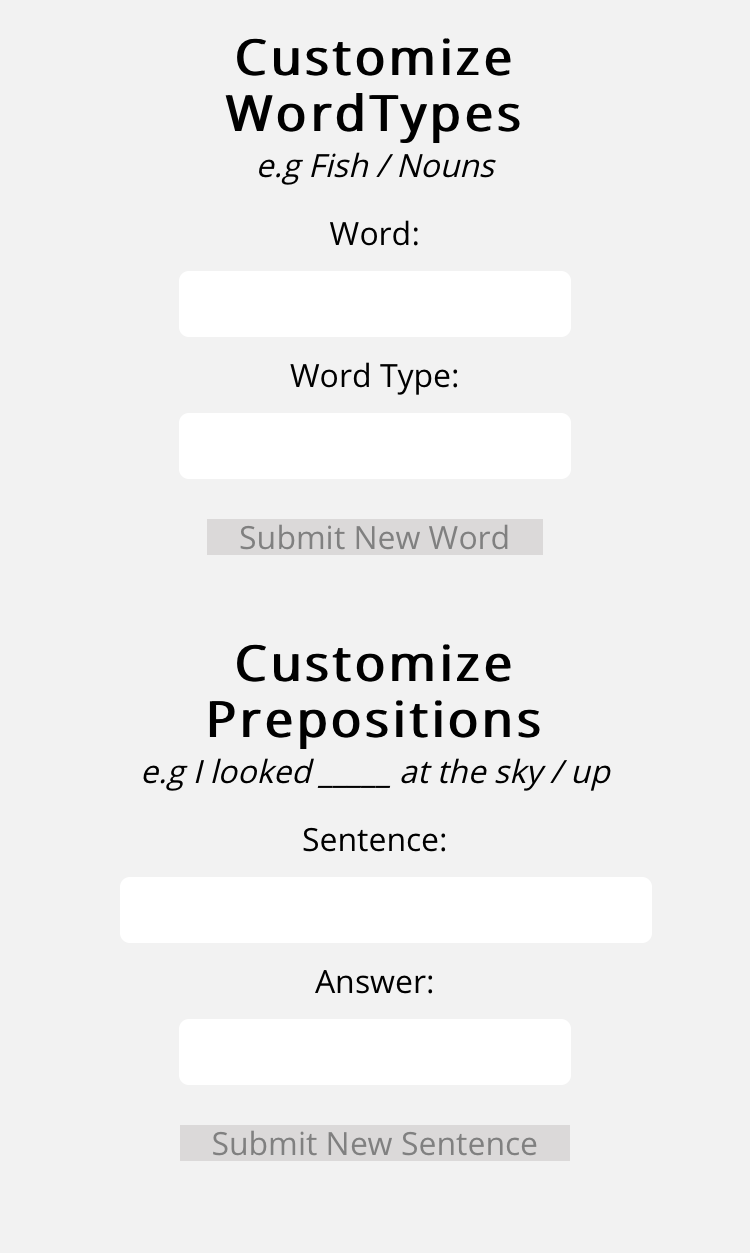 Customize
WordTypes
e.g Fish / Nouns
Word:
Word Type:
Submit New Word
Customize
Prepositions
e.g I looked _____ at the sky / up
Sentence:
Answer:
Submit New Sentence